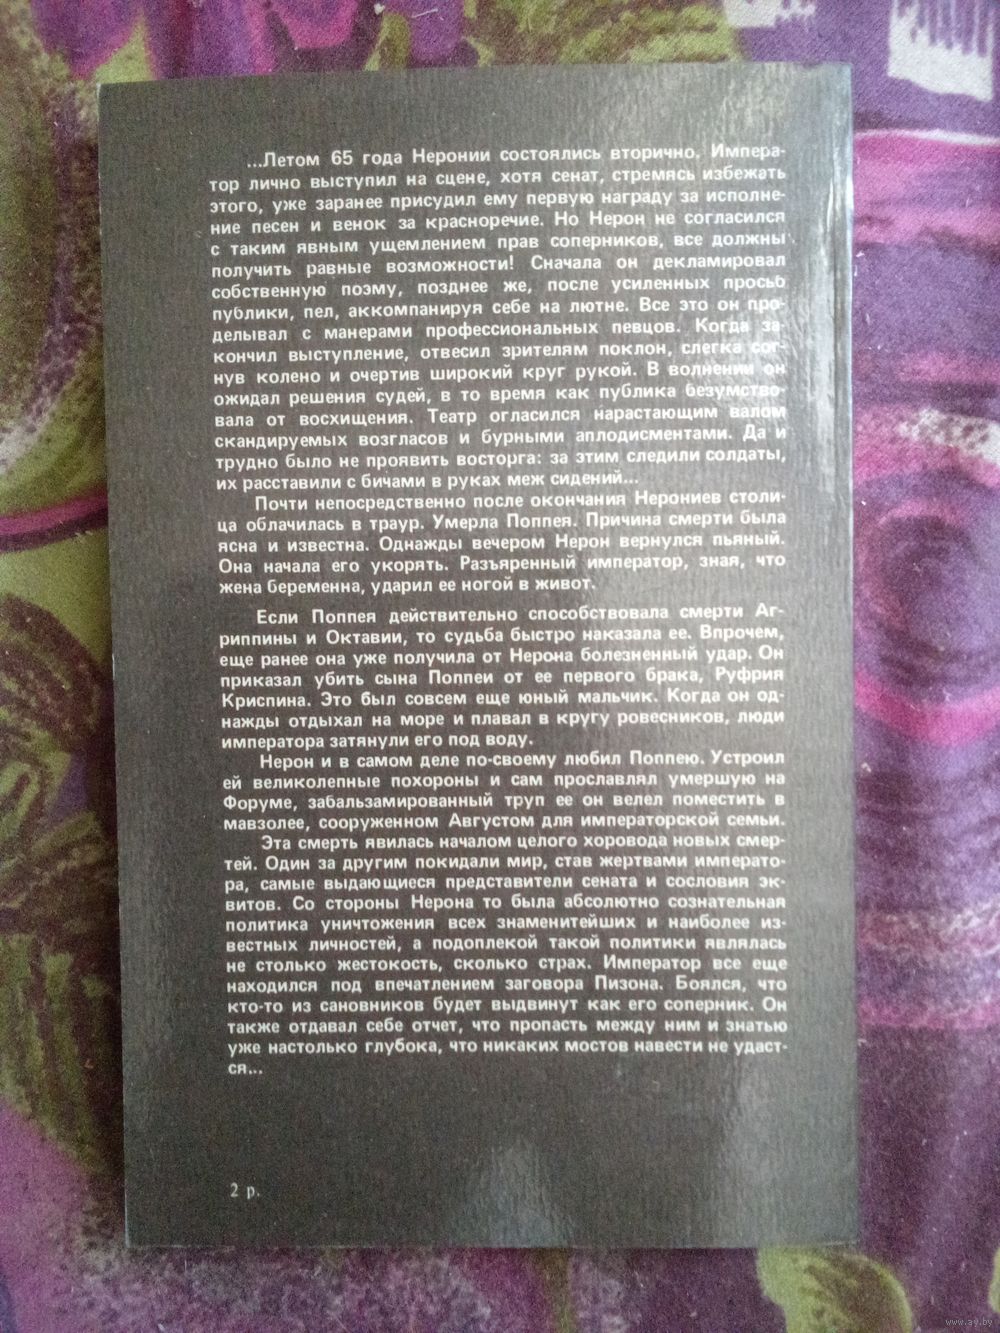 ...Летом 65 года Неронии состоялись вторично. Импера-
тор лично выступил на сцене, хотя сенат, стремясь избежать
этого, уже заранее присудил ему первую награду за исполне-
ние песен и венок за красноречие. Но Нерон не согласился
с таким явным ущемлением прав соперников, все должны
получить равные возможности! Сначала он декламировал
собственную поэму, позднее же, после усиленных просьб
публики, пел, аккомпанируя себе на лютне. Все это он про-
делывал с манерами профессиональных певцов. Когда за-
кончил выступление, отвесил зрителям поклон, слегка сог-
нув колено и очертив широкий круг рукой. В волнении он
ожидал решения судей, в то время как публика безумство-
вала от восхищения. Театр огласился нарастающим валом
скандируемых возгласов и бурными аплодисментами. Да и
трудно было не проявить восторга: за этим следили солдаты,
их расставили с бичами в руках меж сидений...
Почти непосредственно после окончания Нерониев столи-
ца облачилась в траур. Умерла Поппея. Причина смерти была
ясна и известна. Однажды вечером Нерон вернулся пьяный.
Она начала его укорять. Разъяренный император, зная, что
жена беременна, ударил ее ногой в живот.
Если Поппея действительно способствовала смерти Аг-
риппины и Октавии, то судьба быстро наказала ее. Впрочем,
еще ранее она уже получила от Нерона болезненный удар. Он
приказал убить сына Поппеи от ее первого брака, Руфрия
Криспина. Это был совсем еще юный мальчик. Когда он од-
нажды отдыхал на море и плавал в кругу ровесников, люди
императора затянули его под воду.
Нерон и в самом деле по-своему любил Поппею. Устроил
ей великолепные похороны и сам прославлял умершую на
Форуме, забальзамированный труп ее он велел поместить в
мавзолее, сооруженном Августом для императорской семьи.
Эта смерть явилась началом целого хоровода новых смер-
тей. Один за другим покидали мир, став жертвами императо-
ра, самые выдающиеся представители сената и сословия эк-
витов. Со стороны Нерона то была абсолютно сознательная
политика уничтожения всех знаменитейших и наиболее из-
вестных личностей, а подоплекой такой политики являлась
не столько жестокость, сколько страх. Император все еще
находился под впечатлением заговора Пизона. Боялся, что
кто-то из сановников будет выдвинут как его соперник. Он
также отдавал себе отчет, что пропасть между ним и знатью
уже настолько глубока, что никаких мостов навести не удаст-
ся...
2 р.
www.ay.by